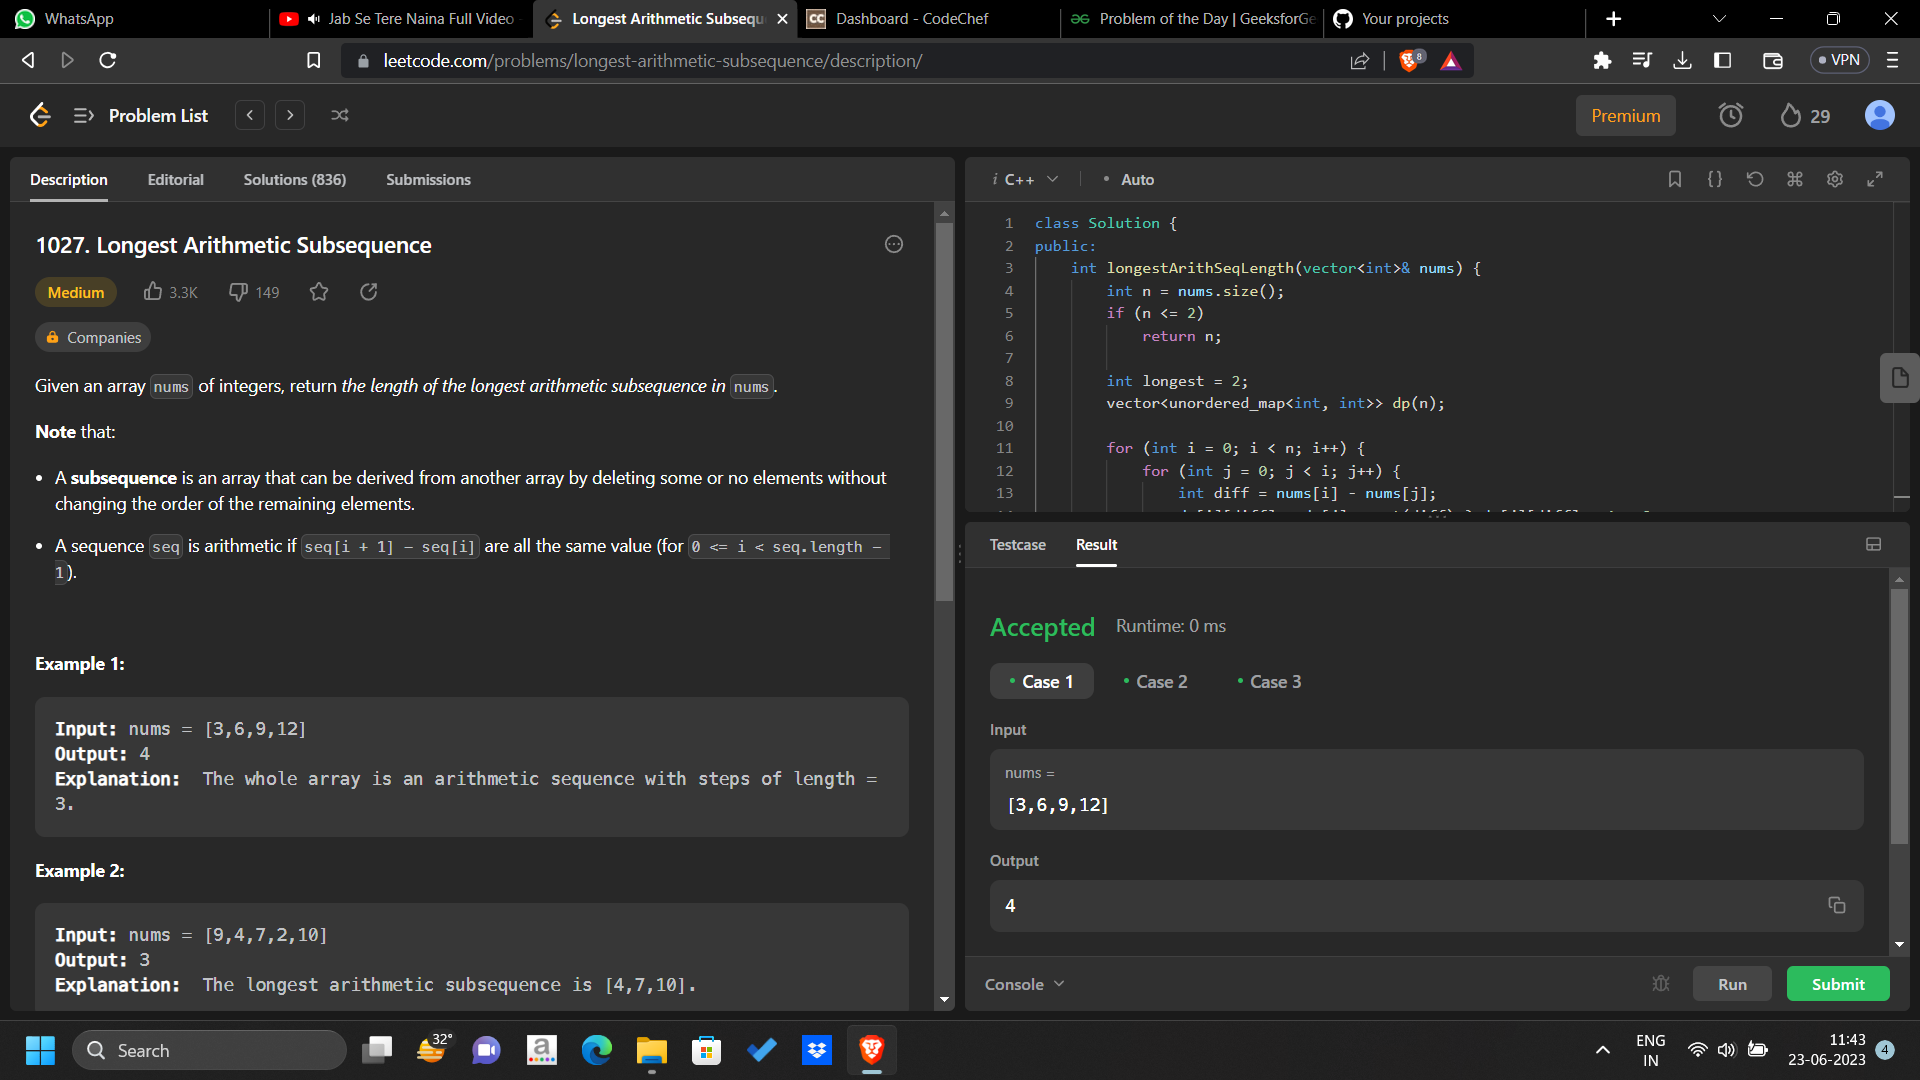 WhatsApp
Jab Se Tere Naina Full Video
Longest Arithmetic Subsequ
CC Dashboard - CodeChef
Problem of the Day | GeeksforGe
Your projects
leetcode.com/problems/longest-arithmetic-subsequence/description/
8
VPN
Problem List
Premium
29
Description
Editorial
Solutions (836)
Submissions
1027. Longest Arithmetic Subsequence
Medium
3.3K
149
Companies
Given an array nums of integers, return the length of the longest arithmetic subsequence in nums.
Note that:
• A subsequence is an array that can be derived from another array by deleting some or no elements without
changing the order of the remaining elements.
• A sequence seq is arithmetic if seq[i + 1] - seq[i] are all the same value (for 0 <= i < seq.length -
1).
Example 1:
Input: nums = [3,6,9,12]
Output: 4
Explanation:  The whole array is an arithmetic sequence with steps of length =
3.
Example 2:
Input: nums = [9,4,7,2,10]
Output: 3
Explanation:  The longest arithmetic subsequence is [4,7,10].
i C++
• Auto
1 class Solution {
2 public:
3     int longestArithSeqLength(vector<int>& nums) {
4         int n = nums.size();
5         if (n <= 2)
6             return n;
7
8         int longest = 2;
9         vector<unordered_map<int, int>> dp(n);
10
11         for (int i = 0; i < n; i++) {
12             for (int j = 0; j < i; j++) {
13                 int diff = nums[i] - nums[j];
Testcase
Result
Accepted
Runtime: 0 ms
• Case 1
• Case 2
• Case 3
Input
nums =
[3,6,9,12]
Output
4
Console
Run
Submit
Search
32°
a
ENG
IN
11:43
23-06-2023
4